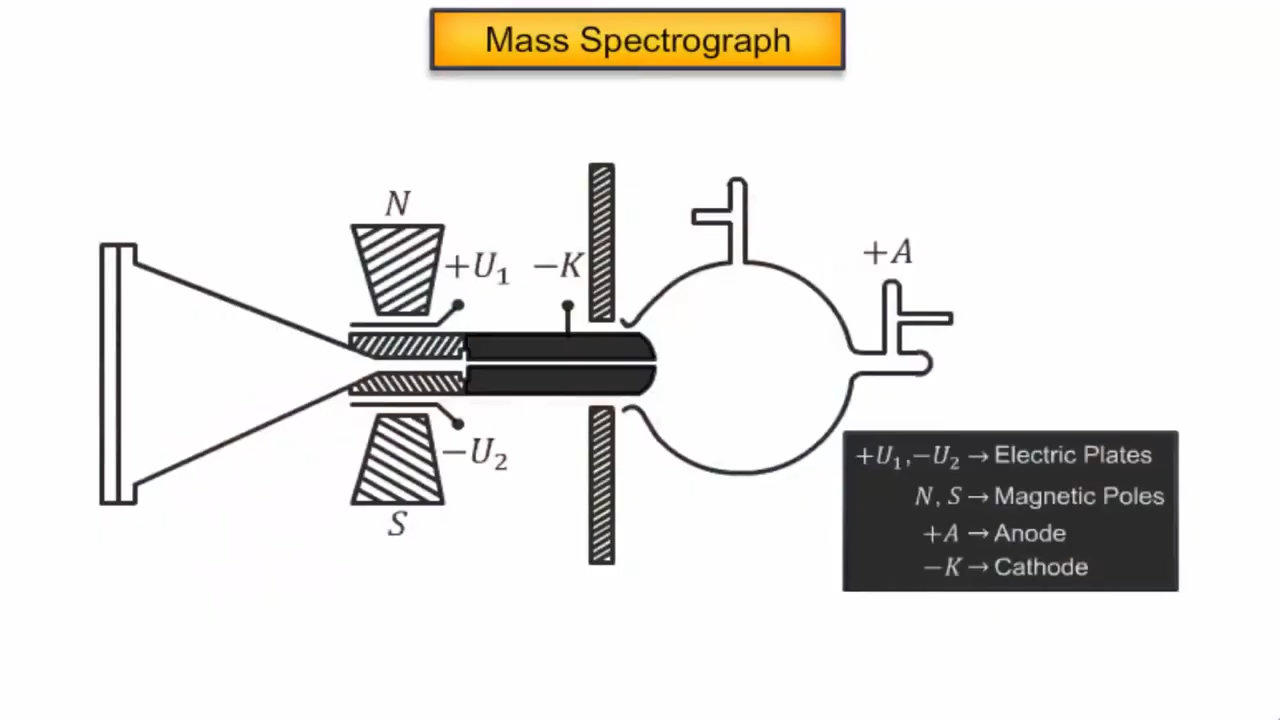 Mass Spectrograph
N
+U₁
−K
+A
−U₂
S
+U₁,−U₂ → Electric Plates
N, S → Magnetic Poles
+A → Anode
−K → Cathode